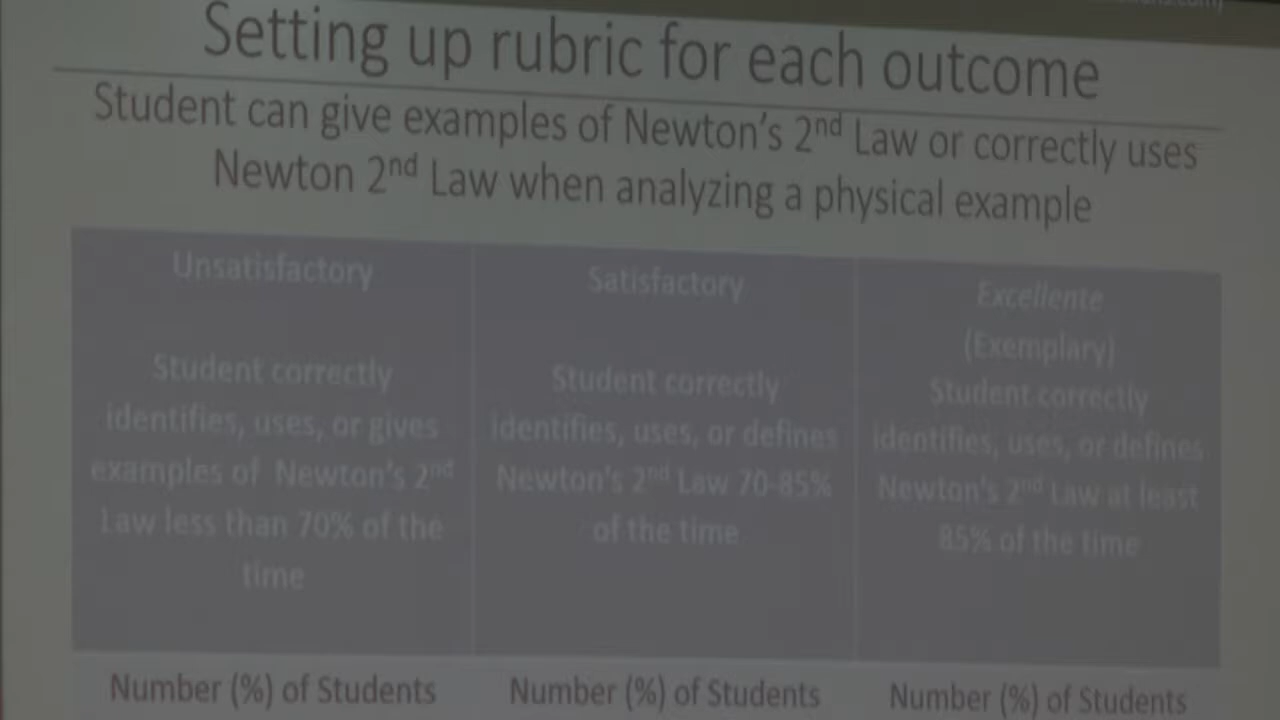 Setting up rubric for each outcome
Student can give examples of Newton's 2nd Law or correctly uses
Newton 2nd Law when analyzing a physical example
Unsatisfactory
Student correctly
identifies, uses, or gives
examples of Newton's 2nd
Law less than 70% of the
time
Satisfactory
Student correctly
identifies, uses, or defines
Newton's 2nd Law 70-85%
of the time
Excellente
(Exemplary)
Student correctly
identifies, uses, or defines
Newton's 2nd Law at least
85% of the time
Number (%) of Students
Number (%) of Students
Number (%) of Students